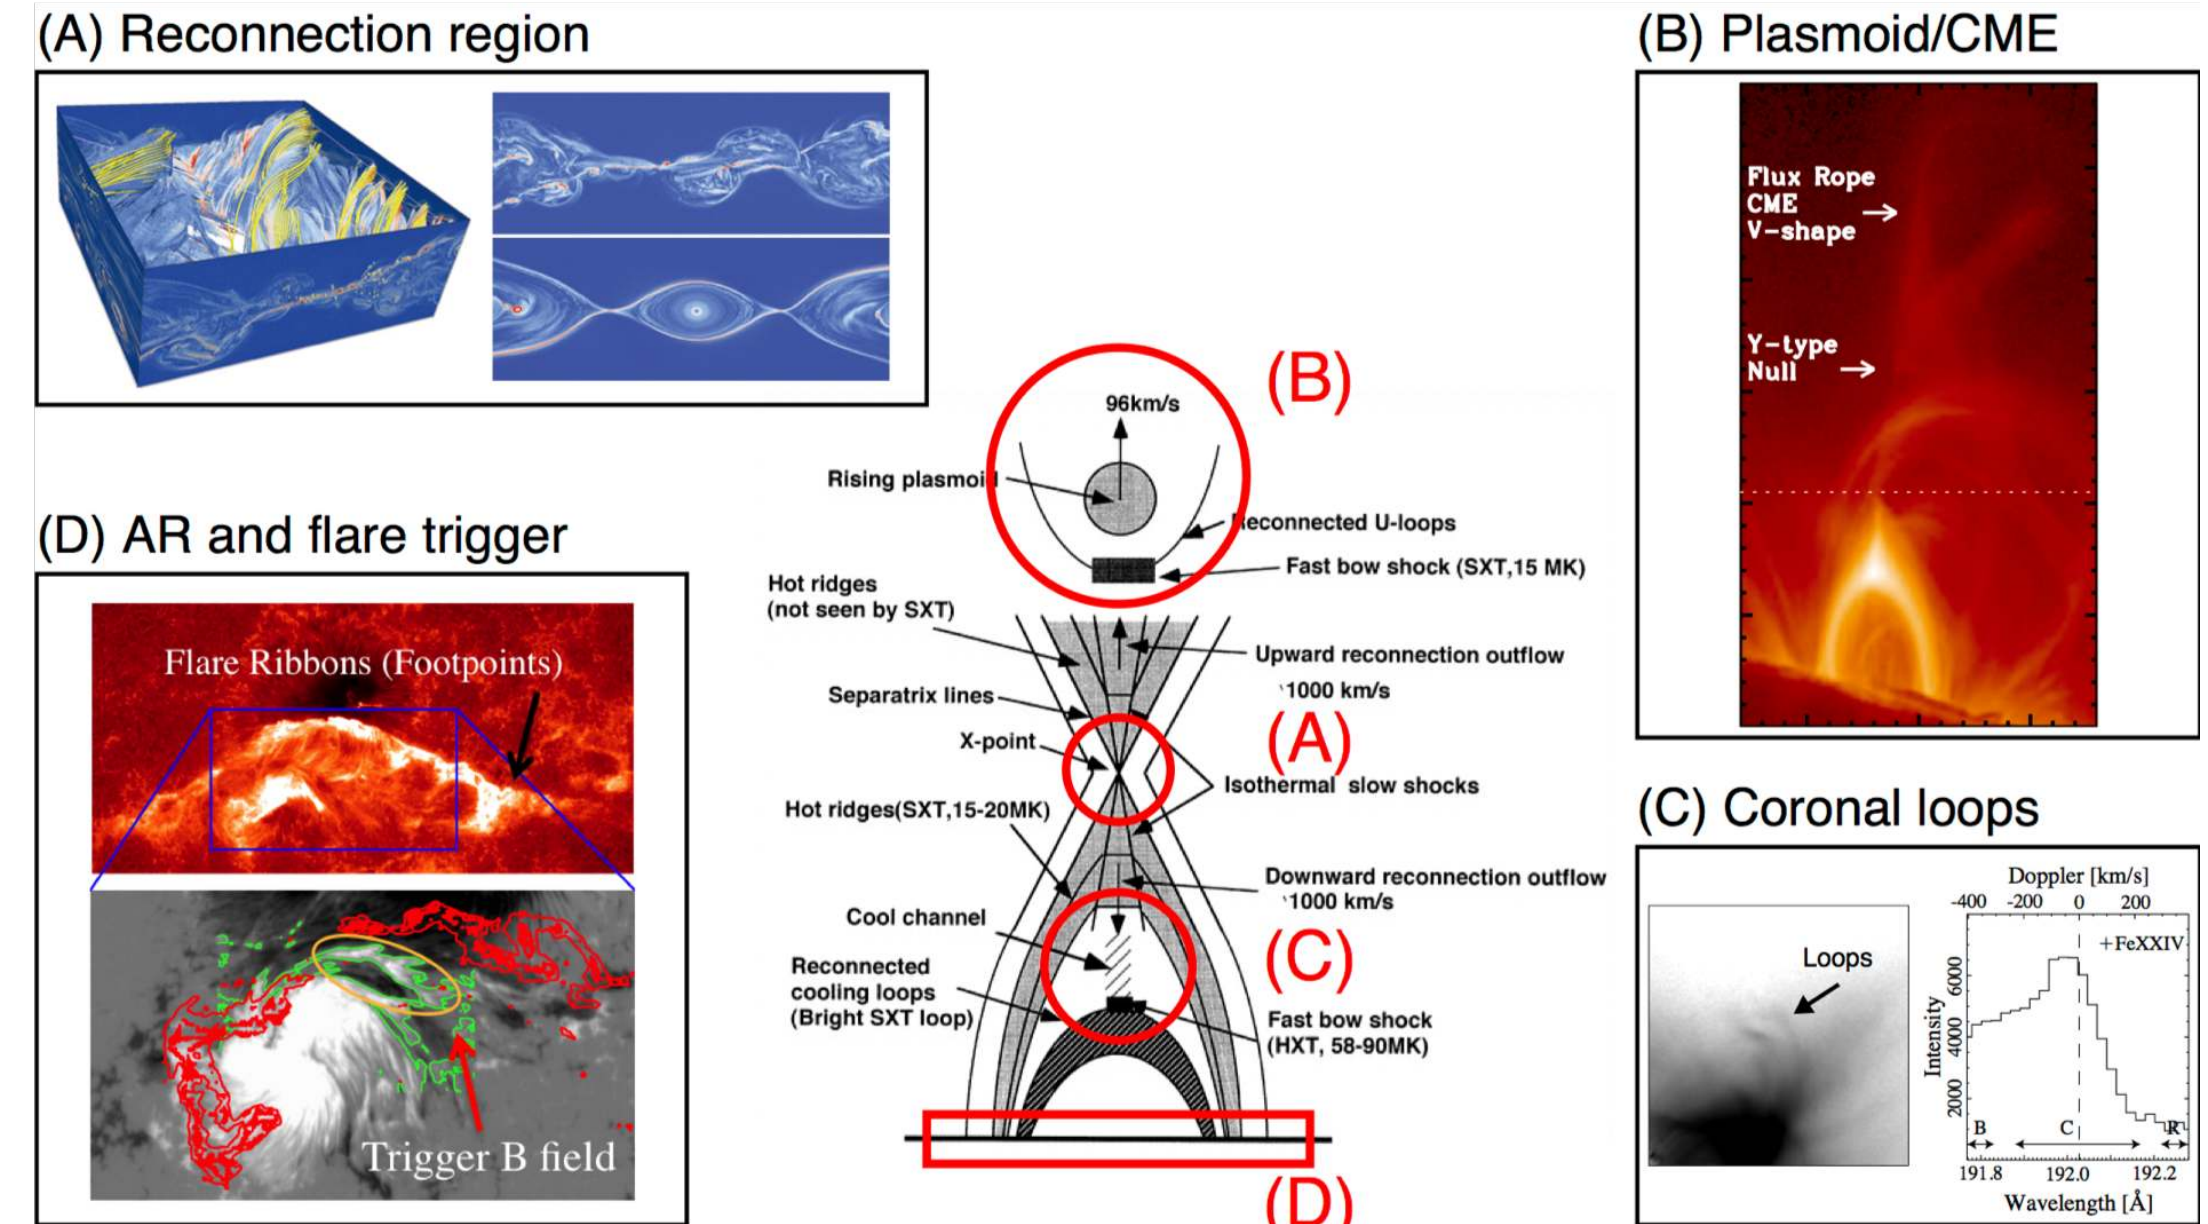 (A) Reconnection region
(B) Plasmoid/CME
Flux Rope
CME
V-shape
Y-type
Null
(B)
96km/s
Rising plasmoid
Reconnected U-loops
Fast bow shock (SXT,15 MK)
Hot ridges
(not seen by SXT)
Upward reconnection outflow
1000 km/s
Separatrix lines
(A)
X-point
Isothermal slow shocks
Hot ridges(SXT,15-20MK)
Downward reconnection outflow
1000 km/s
Cool channel
(C)
Reconnected
cooling loops
(Bright SXT loop)
Fast bow shock
(HXT, 58-90MK)
(D)
(D) AR and flare trigger
Flare Ribbons (Footpoints)
Trigger B field
(C) Coronal loops
Loops
Doppler [km/s]
-400 -200 0 200
+FeXXIV
Intensity
6000
4000
2000
B C R
191.8 192.0 192.2
Wavelength [Å]